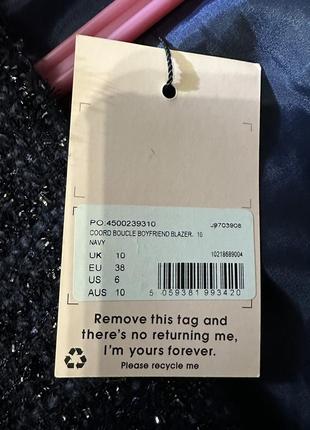 PO:4500239310 J9703908
COORD BOUCLE BOYFRIEND BLAZER. 10
NAVY
UK 10 10218689004
EU 38
US 6
AUS 10 5 059381 993420
Remove this tag and
there's no returning me,
I'm yours forever.
Please recycle me